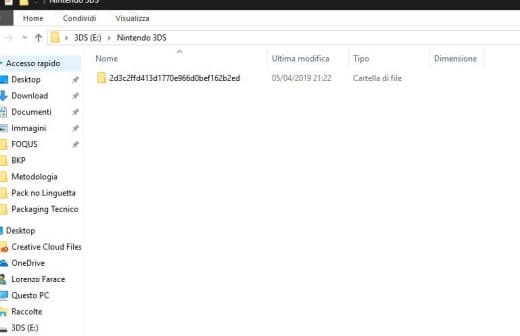 Nintendo 3DS
Home Condividi Visualizza
3DS (E:) > Nintendo 3DS
Nome Ultima modifica Tipo Dimensione
2d3c2ffd413d1770e966d0bef162b2ed 05/04/2019 21:22 Cartella di file
Accesso rapido
Desktop
Download
Documenti
Immagini
FOQUS
BKP
Metodologia
Pack no Linguetta
Packaging Tecnico
Desktop
Creative Cloud Files
OneDrive
Lorenzo Farace
Questo PC
Raccolte
3DS (E:)